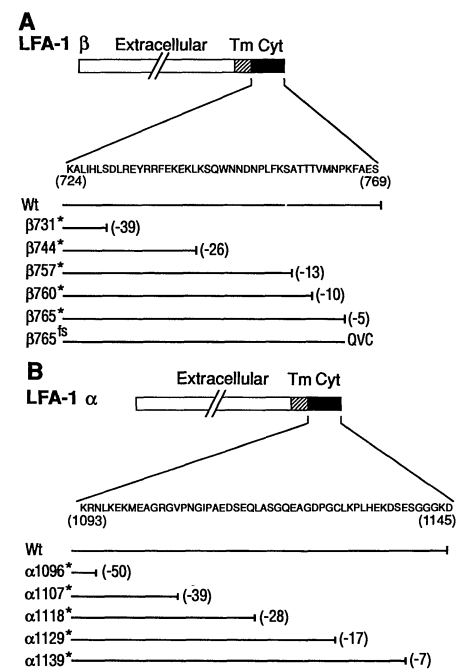 A
LFA-1 β Extracellular Tm Cyt
KALIHLSDLREYRRFEKEKLKSQWNNDNPLFKSATTTVMNPKFAES
(724) (769)
Wt
β731* (-39)
β744* (-26)
β757* (-13)
β760* (-10)
β765* (-5)
β765fs QVC
B
Extracellular Tm Cyt
LFA-1 α
KRNLKEKMEAGRGVPNGIPAEDSEQLASGQEAGDPGCLKPLHEKDSESGGGKD
(1093) (1145)
Wt
α1096* (-50)
α1107* (-39)
α1118* (-28)
α1129* (-17)
α1139* (-7)